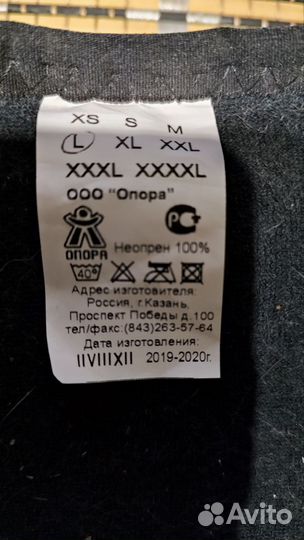 XS S M
L XL XXL
XXXL XXXXL
ООО "Опора"
РС
ОПОРА Неопрен 100%
40°
Адрес изготовителя:
Россия, г.Казань,
Проспект Победы д.100
тел/факс:(843)263-57-64
Дата изготовления:
IIVIIIXII 2019-2020г.
Avito